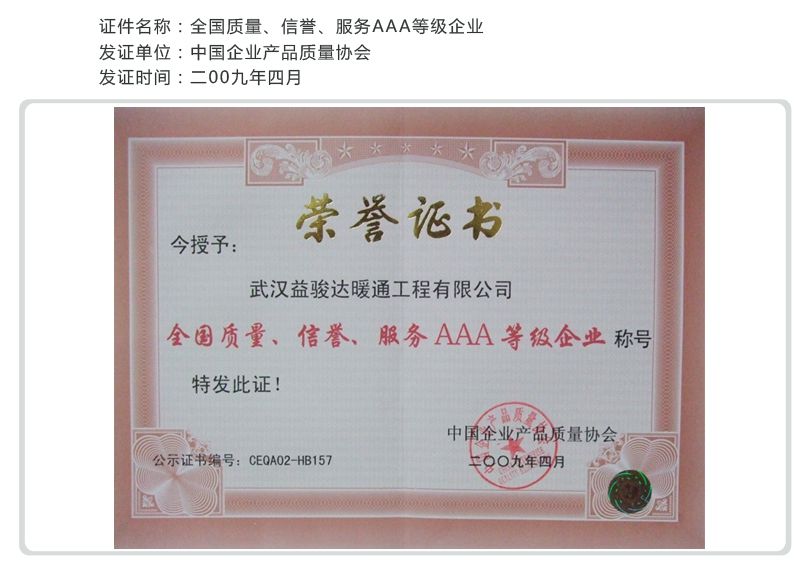 证件名称：全国质量、信誉、服务AAA等级企业
发证单位：中国企业产品质量协会
发证时间：二00九年四月
荣誉证书
今授予：
武汉益骏达暖通工程有限公司
全国质量、信誉、服务 AAA 等级企业 称号
特发此证！
中国企业产品质量协会
公示证书编号：CEQA02-HB157
二〇〇九年四月